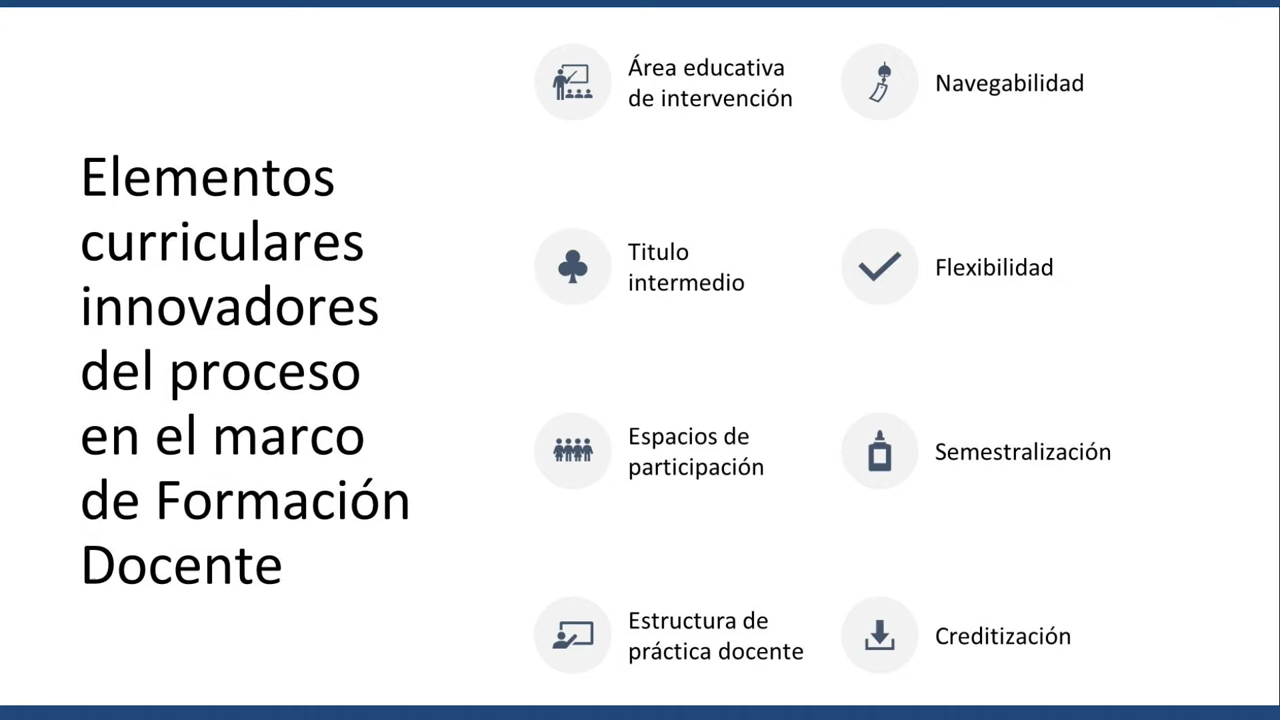 Elementos
curriculares
innovadores
del proceso
en el marco
de Formación
Docente
Área educativa
de intervención
Navegabilidad
Titulo
intermedio
Flexibilidad
Espacios de
participación
Semestralización
Estructura de
práctica docente
Creditización